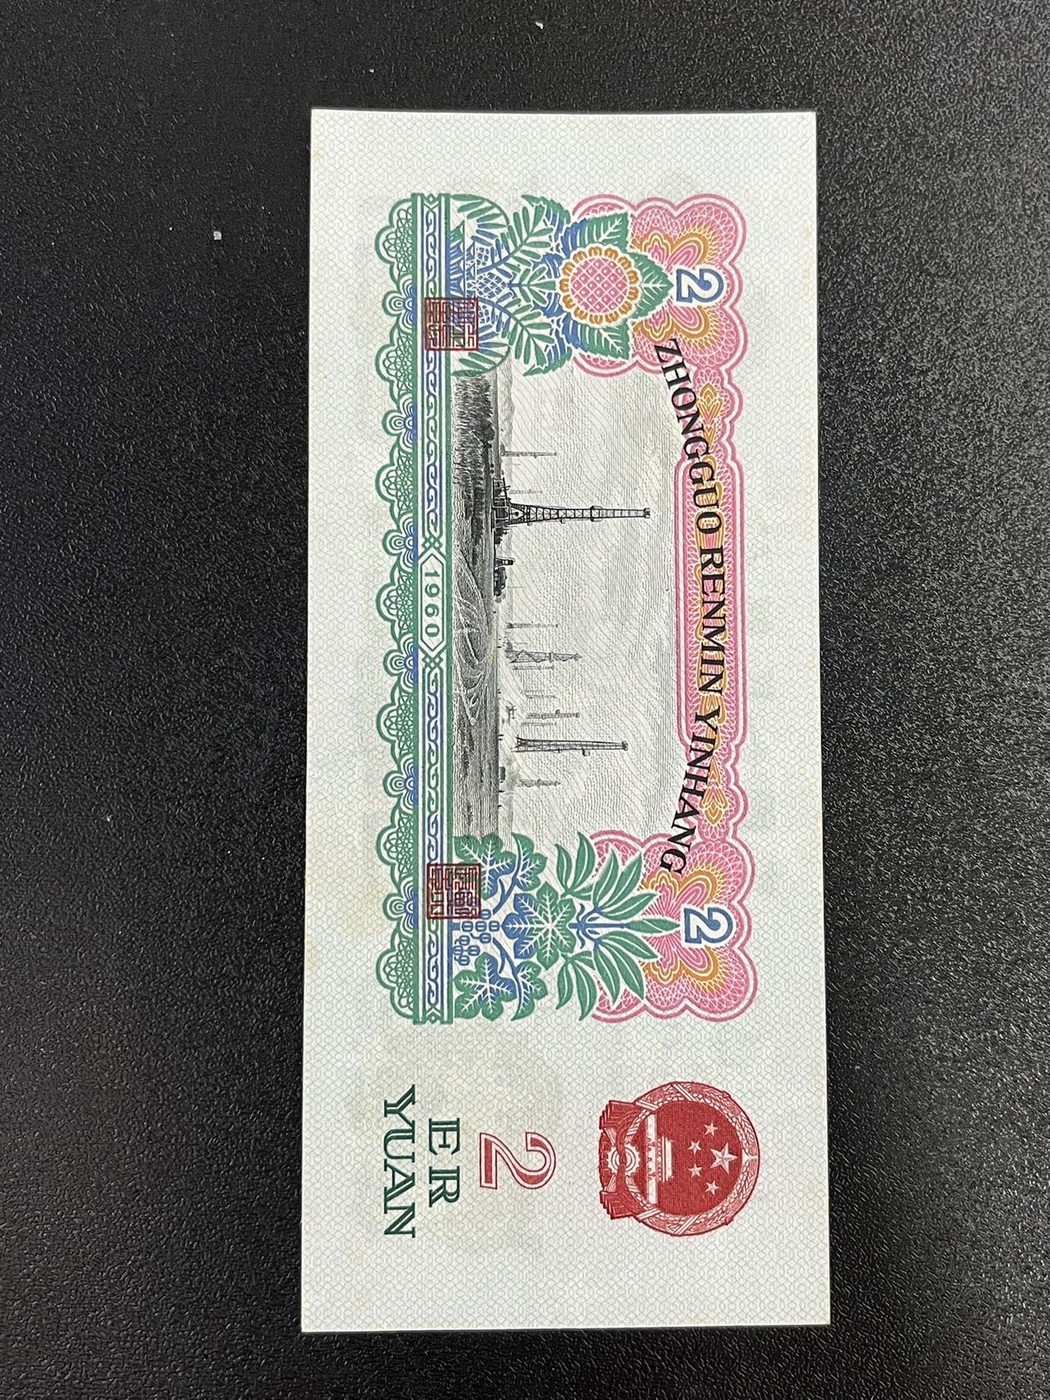 ZHONGGUO RENMIN YINHANG
2
2
1960
2
ER
YUAN